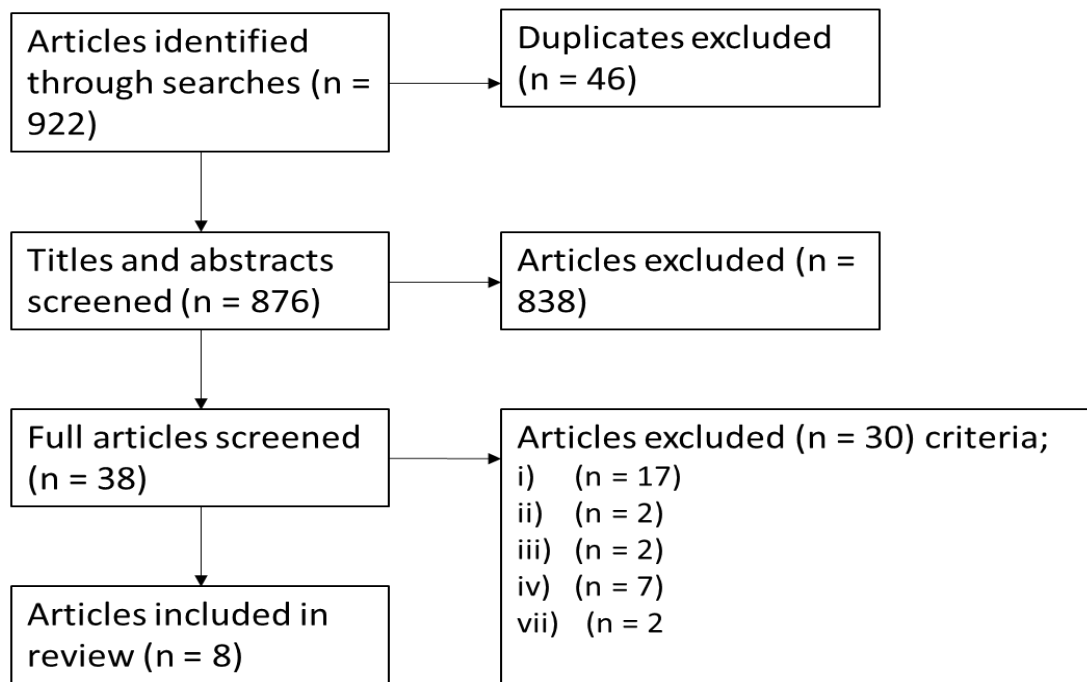 Articles identified
through searches (n =
922)
Duplicates excluded
(n = 46)
Titles and abstracts
screened (n = 876)
Articles excluded (n =
838)
Full articles screened
(n = 38)
Articles excluded (n = 30) criteria;
i) (n = 17)
ii) (n = 2)
iii) (n = 2)
iv) (n = 7)
vii) (n = 2
Articles included in
review (n = 8)